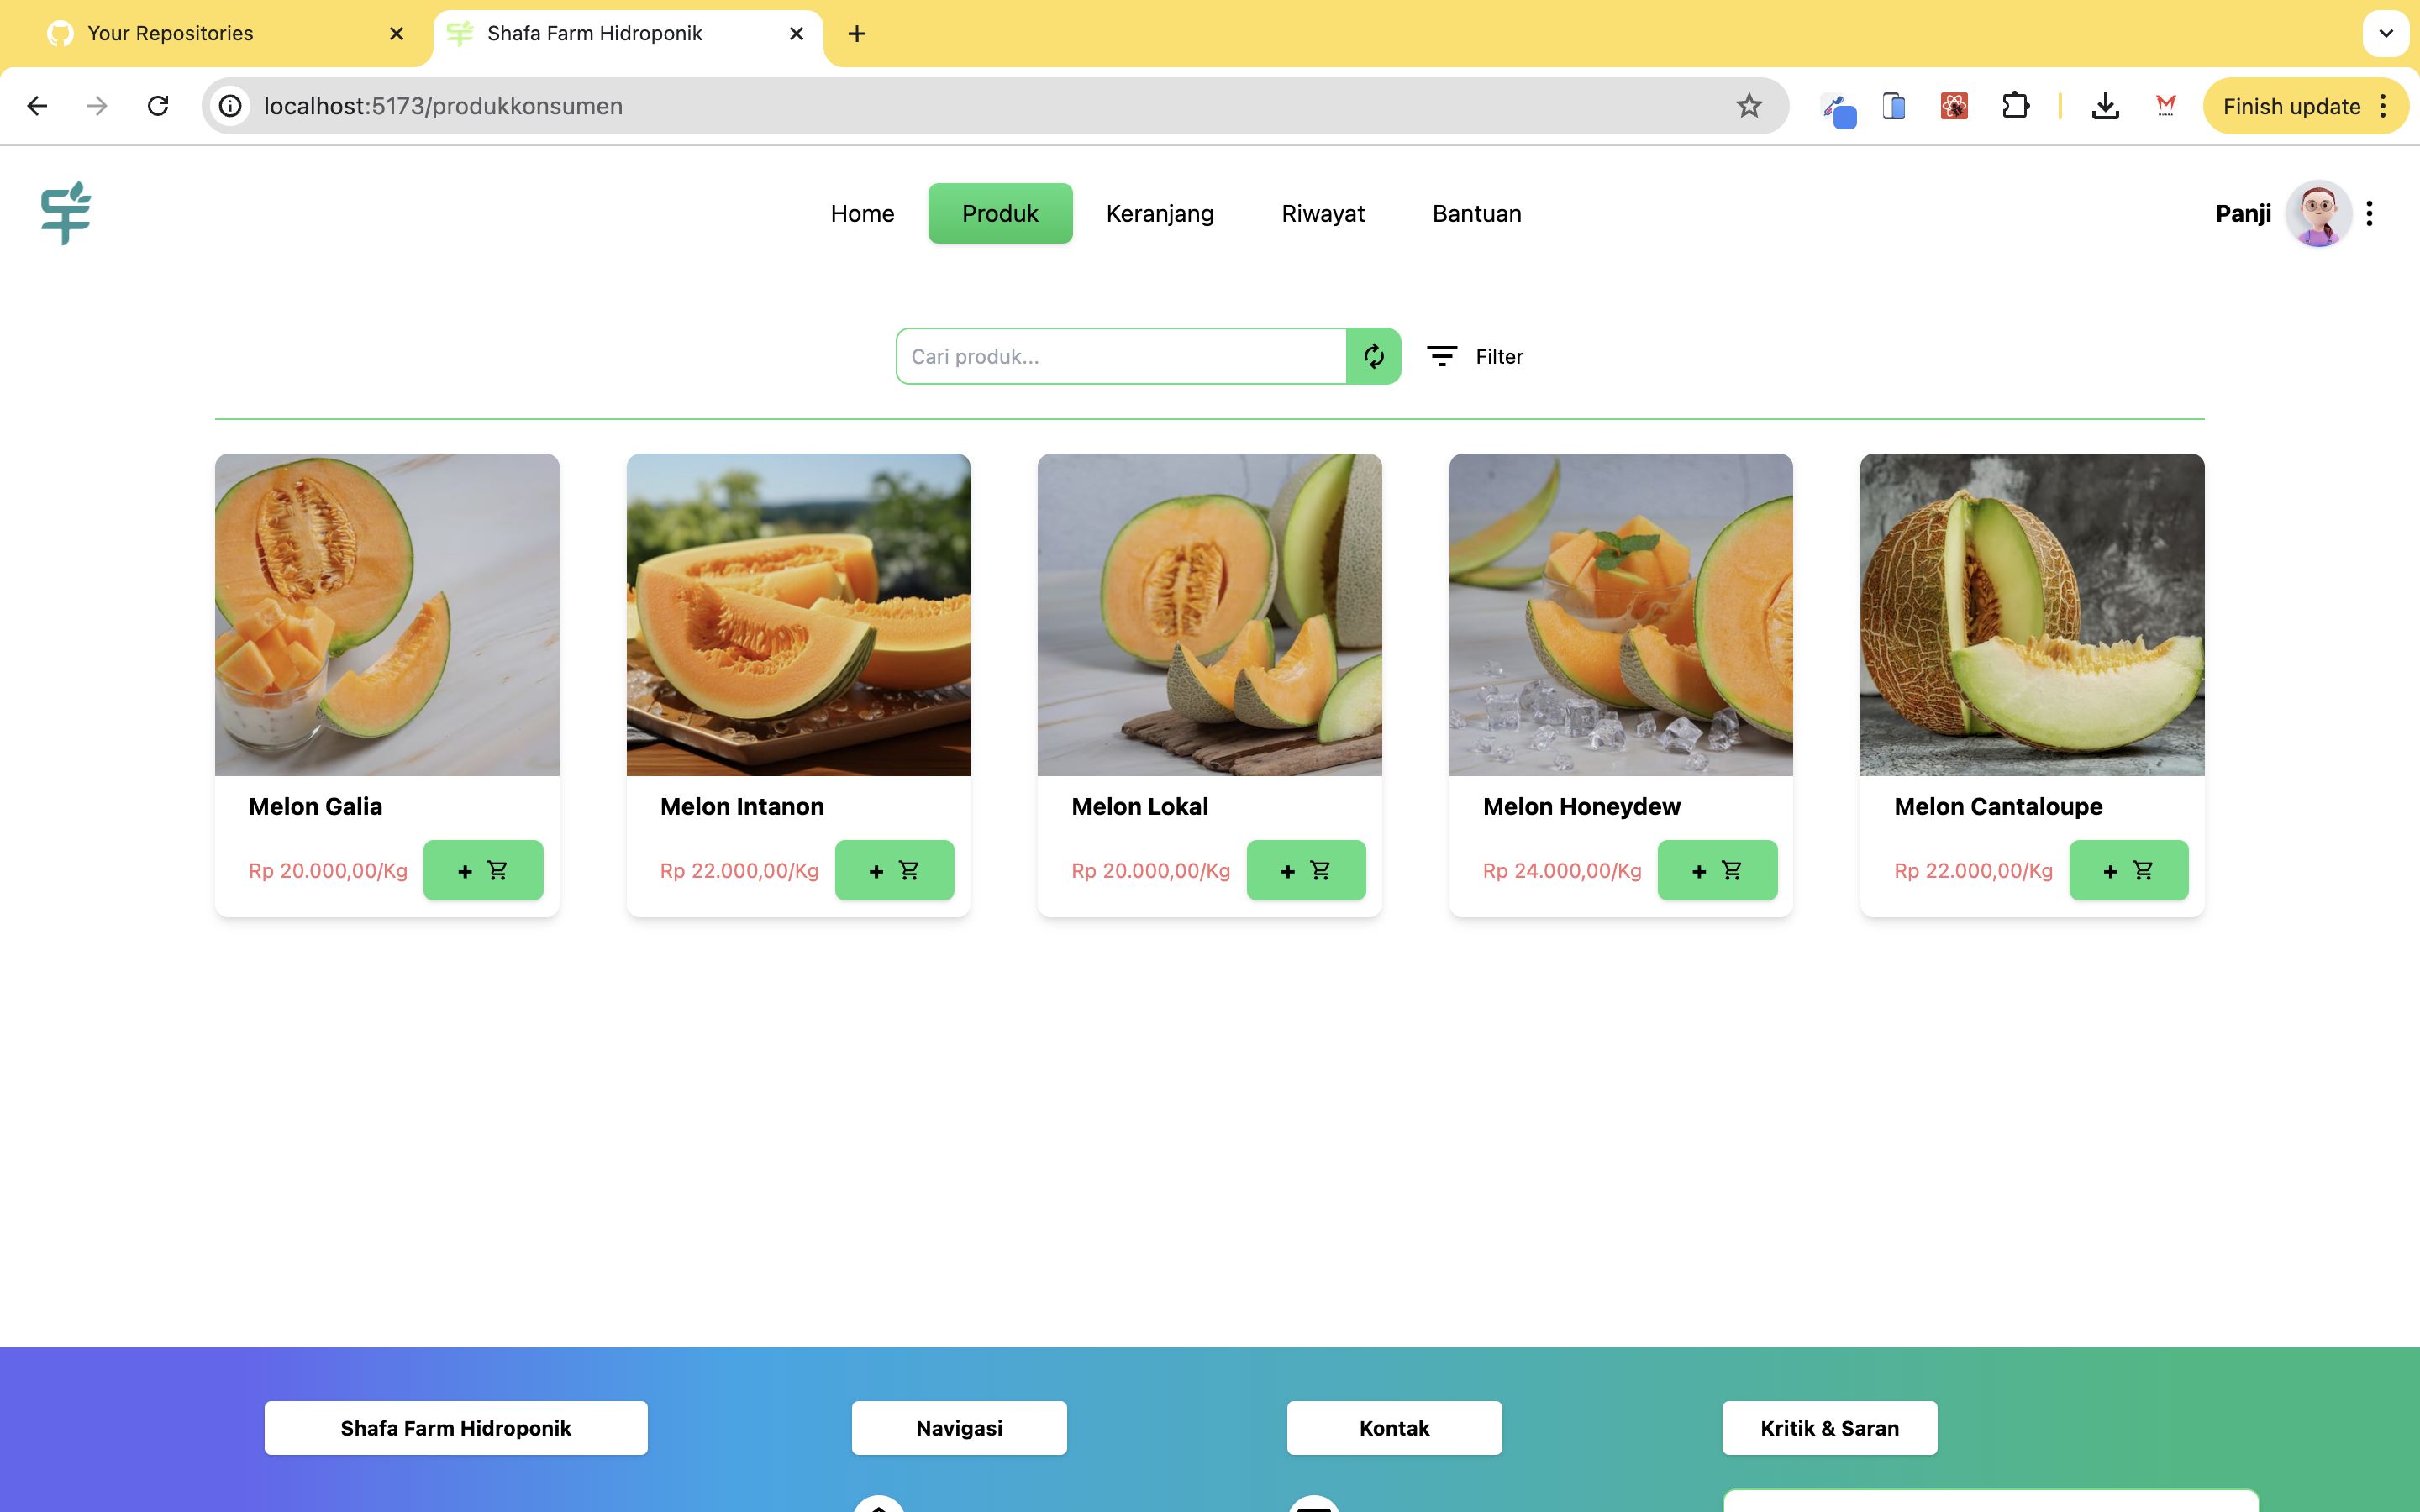 Your Repositories
Shafa Farm Hidroponik
localhost:5173/produkkonsumen
Finish update
Home
Produk
Keranjang
Riwayat
Bantuan
Panji
Cari produk...
Filter
Melon Galia
Rp 20.000,00/Kg
+
Melon Intanon
Rp 22.000,00/Kg
+
Melon Lokal
Rp 20.000,00/Kg
+
Melon Honeydew
Rp 24.000,00/Kg
+
Melon Cantaloupe
Rp 22.000,00/Kg
+
Shafa Farm Hidroponik
Navigasi
Kontak
Kritik & Saran